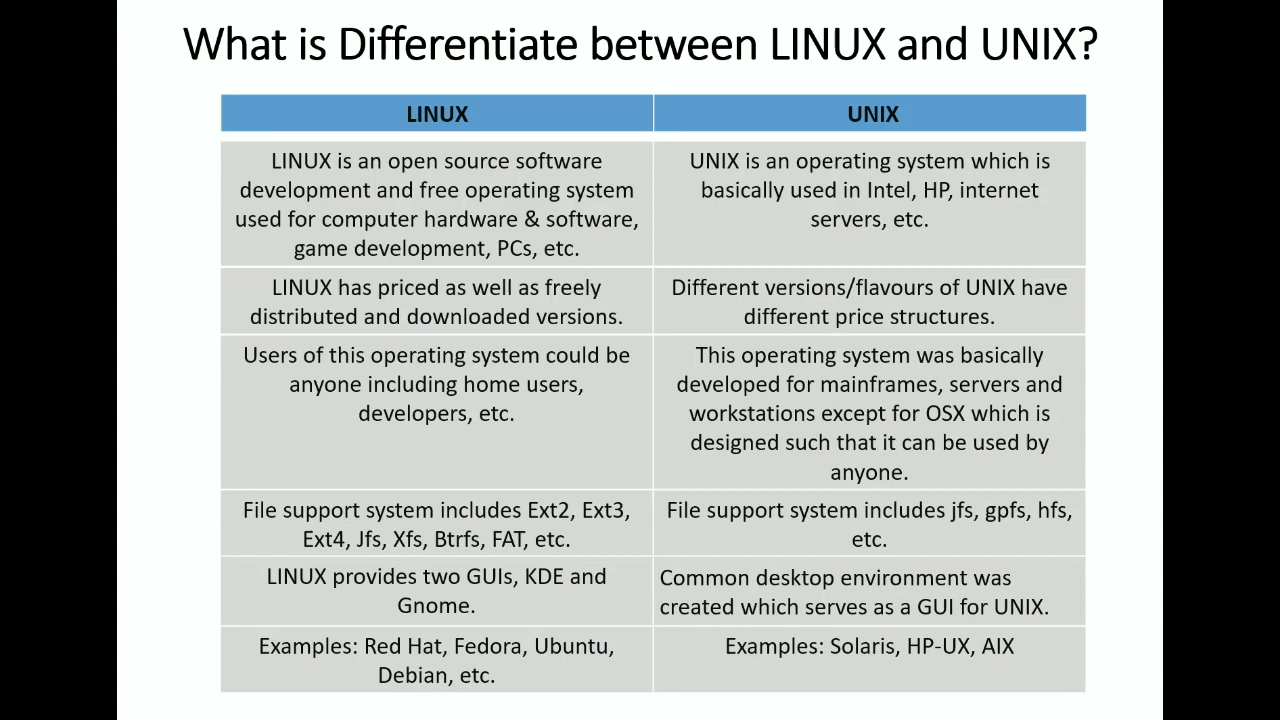 What is Differentiate between LINUX and UNIX?
LINUX
UNIX
LINUX is an open source software
development and free operating system
used for computer hardware & software,
game development, PCs, etc.
UNIX is an operating system which is
basically used in Intel, HP, internet
servers, etc.
LINUX has priced as well as freely
distributed and downloaded versions.
Different versions/flavours of UNIX have
different price structures.
Users of this operating system could be
anyone including home users,
developers, etc.
This operating system was basically
developed for mainframes, servers and
workstations except for OSX which is
designed such that it can be used by
anyone.
File support system includes Ext2, Ext3,
Ext4, Jfs, Xfs, Btrfs, FAT, etc.
File support system includes jfs, gpfs, hfs,
etc.
LINUX provides two GUIs, KDE and
Gnome.
Common desktop environment was
created which serves as a GUI for UNIX.
Examples: Red Hat, Fedora, Ubuntu,
Debian, etc.
Examples: Solaris, HP-UX, AIX